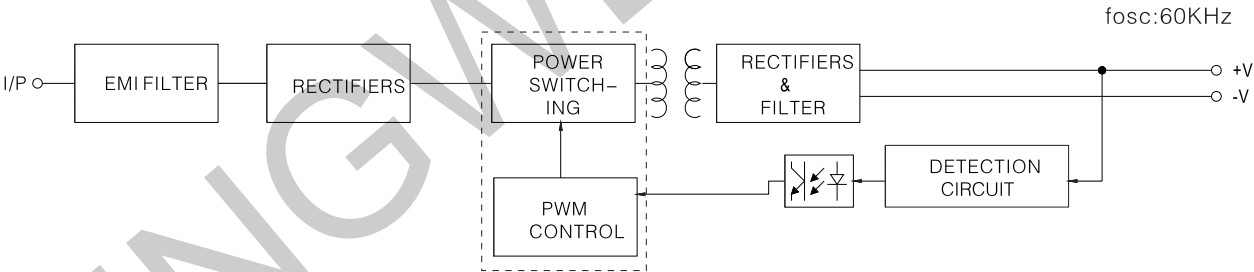 fosc:60KHz
I/P
EMI FILTER
RECTIFIERS
POWER
SWITCH-
ING
RECTIFIERS
&
FILTER
+V
-V
DETECTION
CIRCUIT
PWM
CONTROL